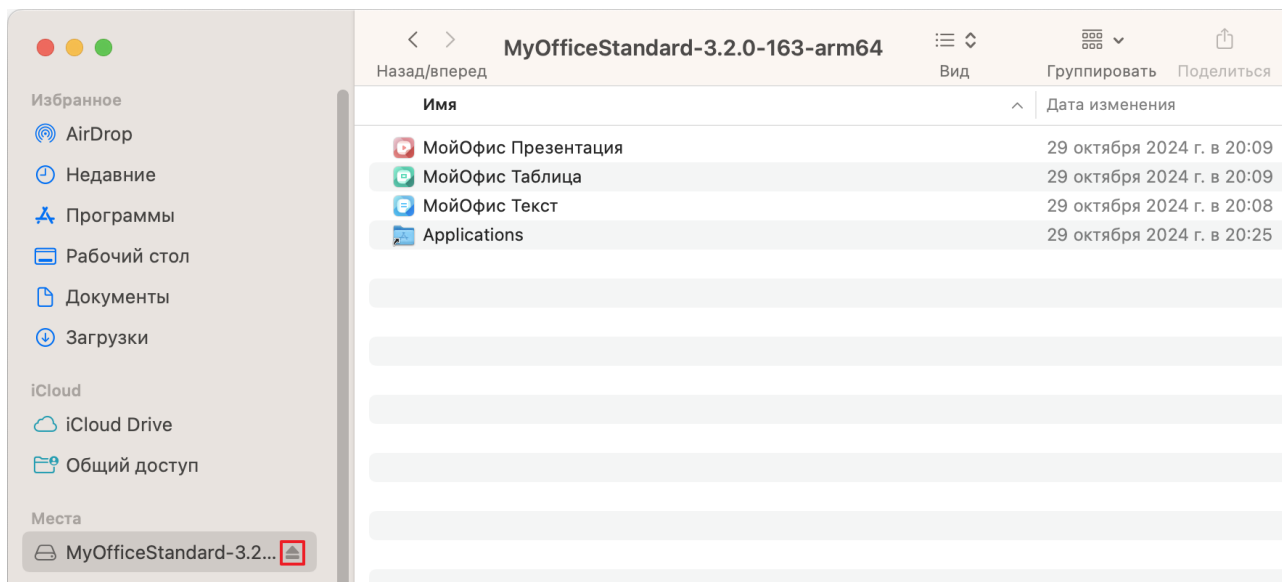 MyOfficeStandard-3.2.0-163-arm64
Назад/вперед
Вид
Группировать
Поделиться
Избранное
AirDrop
Недавние
Программы
Рабочий стол
Документы
Загрузки
iCloud
iCloud Drive
Общий доступ
Места
MyOfficeStandard-3.2...
Имя Дата изменения
МойОфис Презентация 29 октября 2024 г. в 20:09
МойОфис Таблица 29 октября 2024 г. в 20:09
МойОфис Текст 29 октября 2024 г. в 20:08
Applications 29 октября 2024 г. в 20:25